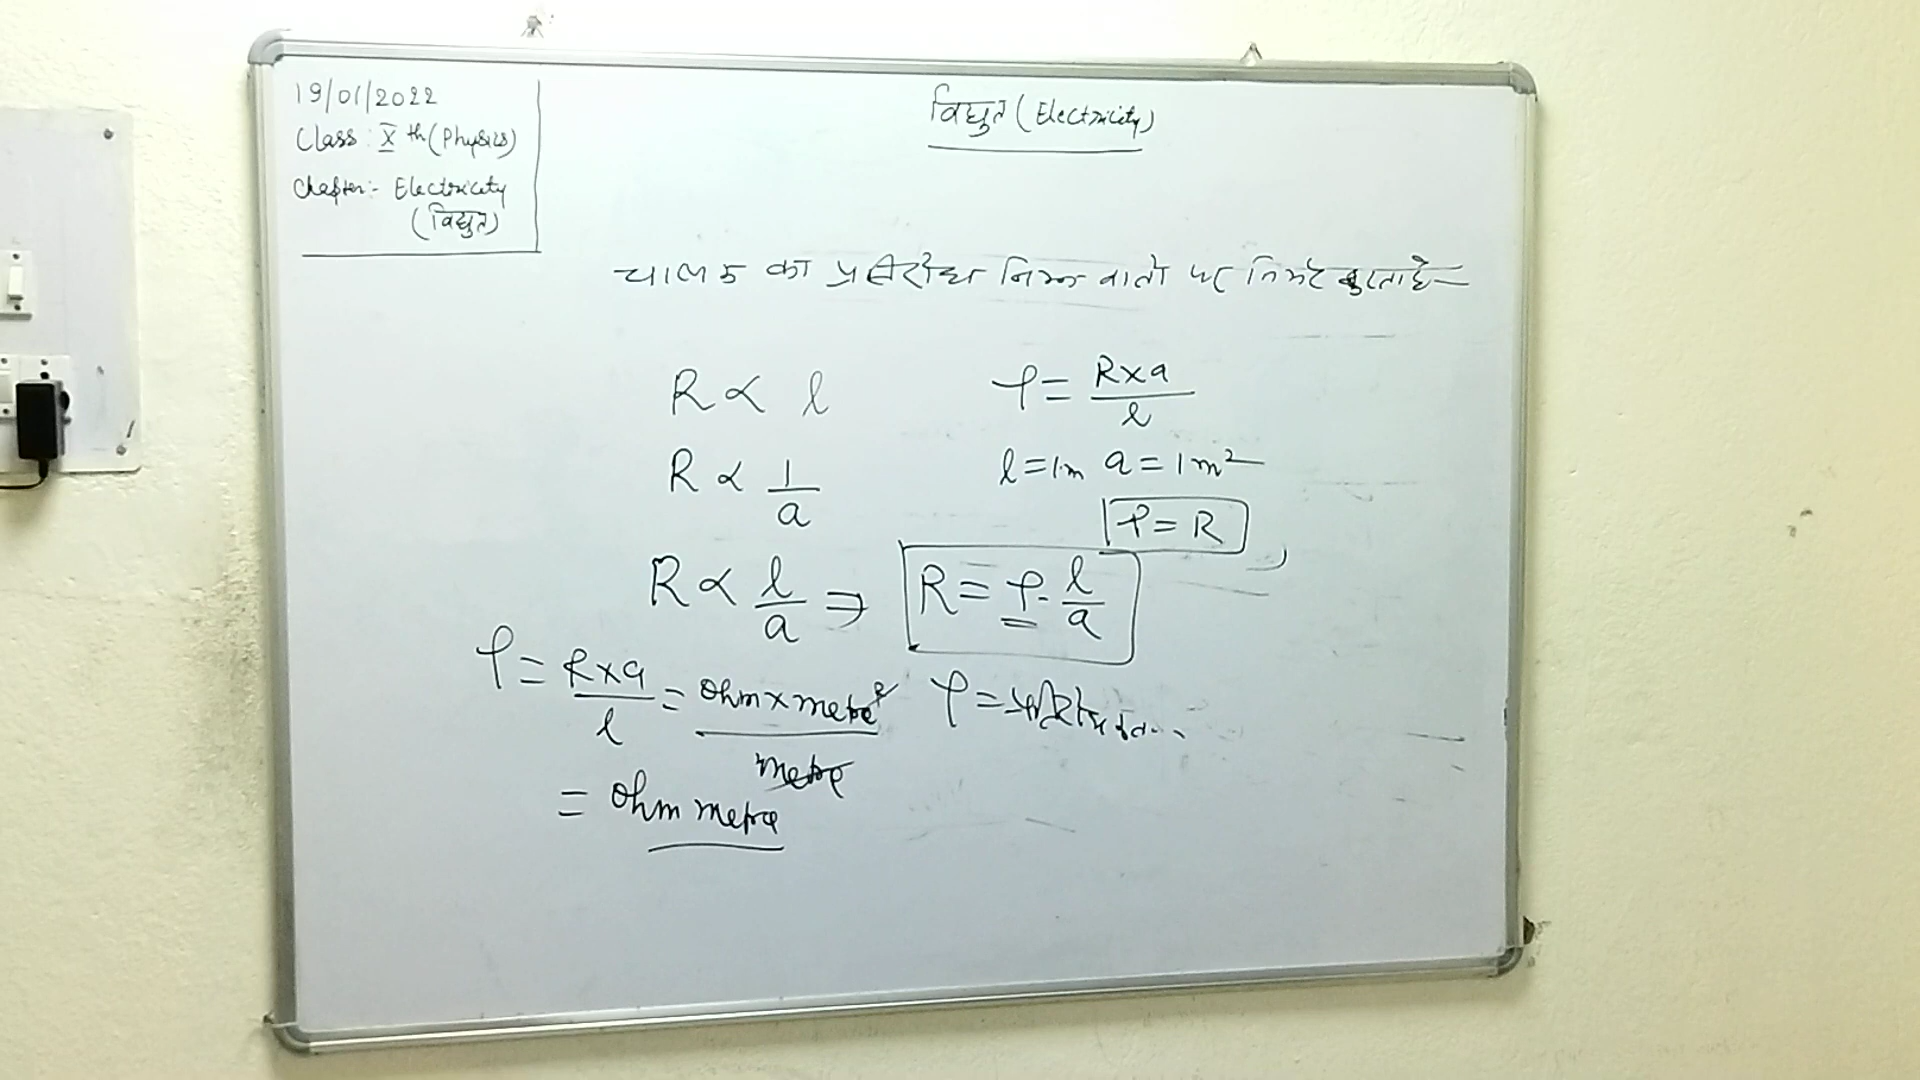 19/01/2022
Class : X th (Physics)
Chapter :- Electricity
(विद्युत)
विद्युत (Electricity)
चालक का प्रतिरोध निम्न बातों पर निर्भर करता है—
R ∝ l
R ∝ 1/a
R ∝ l/a ⇒ R = ρ · l/a
ρ = R×a/l
l = 1m a = 1m²
ρ = R
ρ = R×a/l = ohm × metre²/metre
= ohm metre
ρ =